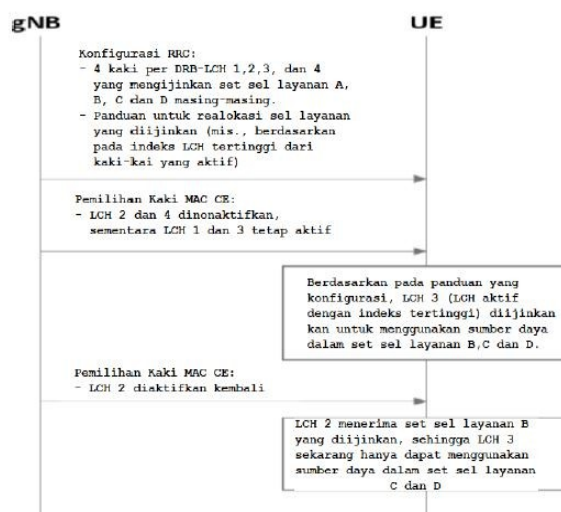 gNB
UE
Konfigurasi RRC:
- 4 kaki per DRB-LCH 1,2,3, dan 4
yang mengijinkan set sel layanan A,
B, C dan D masing-masing.
- Panduan untuk realokasi sel layanan
yang diijinkan (mis., berdasarkan
pada indeks LCH tertinggi dari
kaki-kai yang aktif)
Pemilihan Kaki MAC CE:
- LCH 2 dan 4 dinonaktifkan,
sementara LCH 1 dan 3 tetap aktif
Berdasarkan pada panduan yang
konfigurasi, LCH 3 (LCH aktif
dengan indeks tertinggi) diijinkan
kan untuk menggunakan sumber daya
dalam set sel layanan B,C dan D.
Pemilihan Kaki MAC CE:
- LCH 2 diaktifkan kembali
LCH 2 menerima set sel layanan B
yang diijinkan, sehingga LCH 3
sekarang hanya dapat menggunakan
sumber daya dalam set sel layanan
C dan D